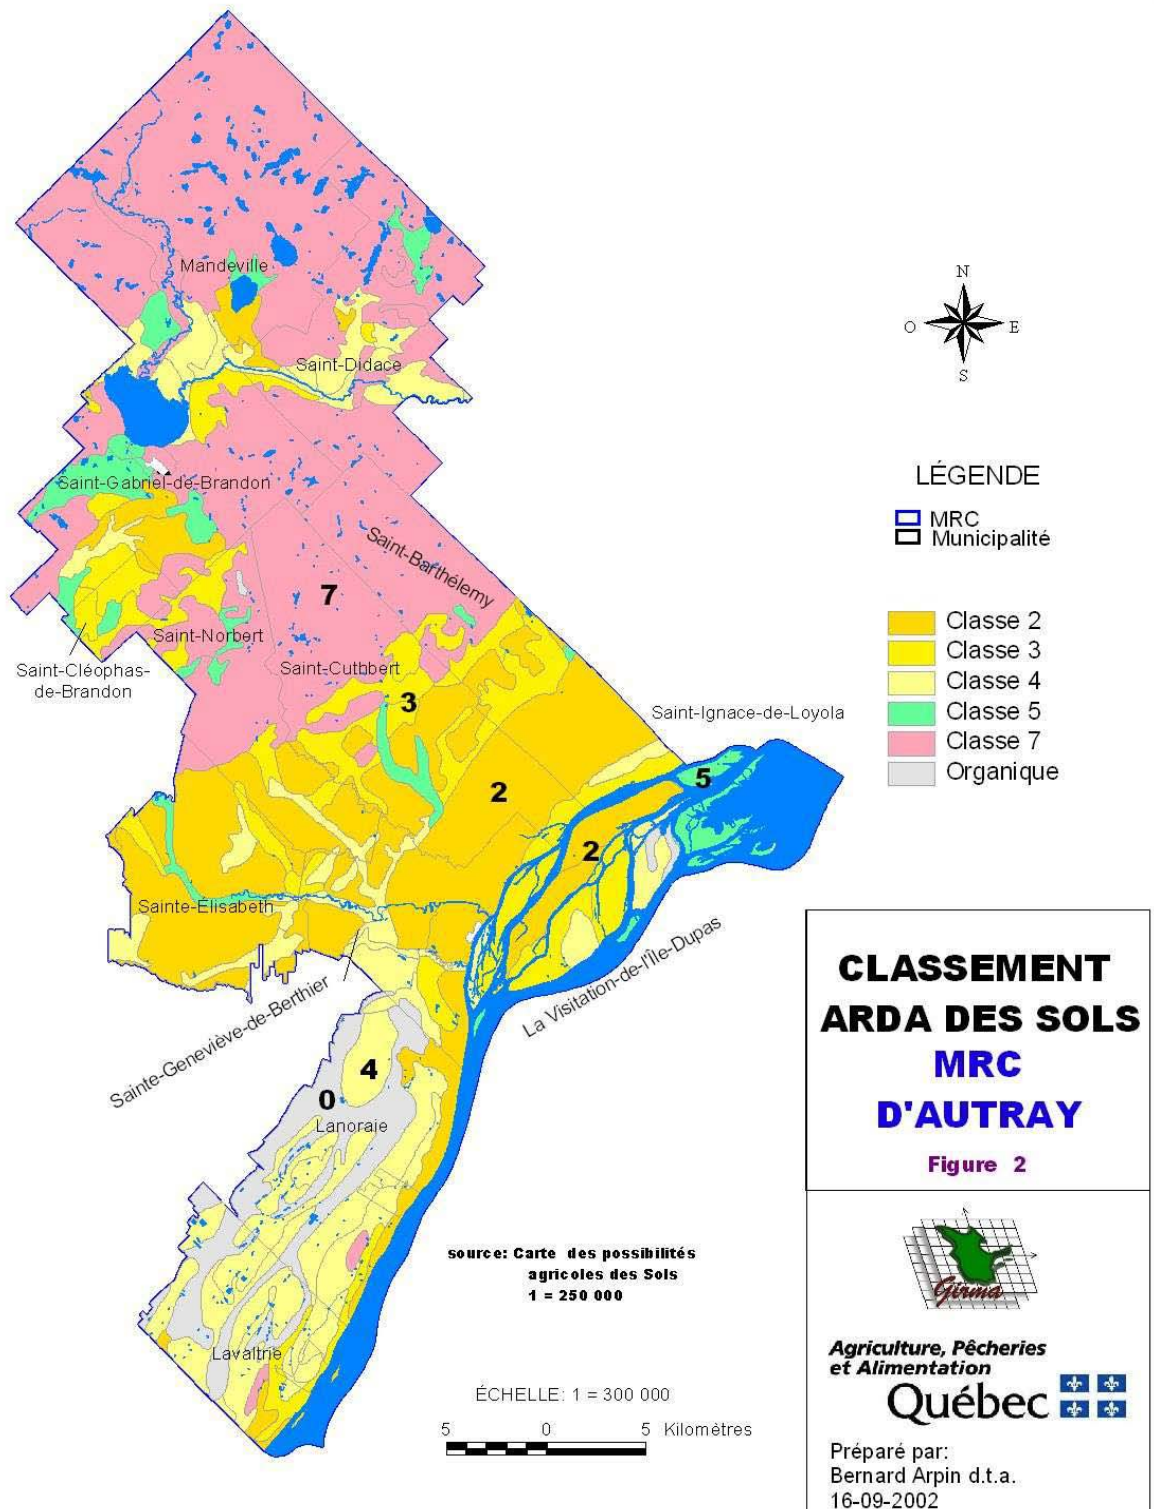 Mandeville
Saint-Didace
Saint-Gabriel-de-Brandon
Saint-Barthélemy
7
Saint-Norbert
Saint-Cléophas-
de-Brandon
Saint-Cuthbert
3
Saint-Ignace-de-Loyola
5
2
2
Sainte-Élisabeth
Sainte-Geneviève-de-Berthier
La Visitation-de-l'Île-Dupas
4
0
Lanoraie
Lavaltrie
N
O
E
S
LÉGENDE
MRC
Municipalité
Classe 2
Classe 3
Classe 4
Classe 5
Classe 7
Organique
source: Carte des possibilités
agricoles des Sols
1 = 250 000
ÉCHELLE: 1 = 300 000
5 0 5 Kilomètres
CLASSEMENT
ARDA DES SOLS
MRC
D'AUTRAY
Figure 2
Girma
Agriculture, Pêcheries
et Alimentation
Québec
Préparé par:
Bernard Arpin d.t.a.
16-09-2002